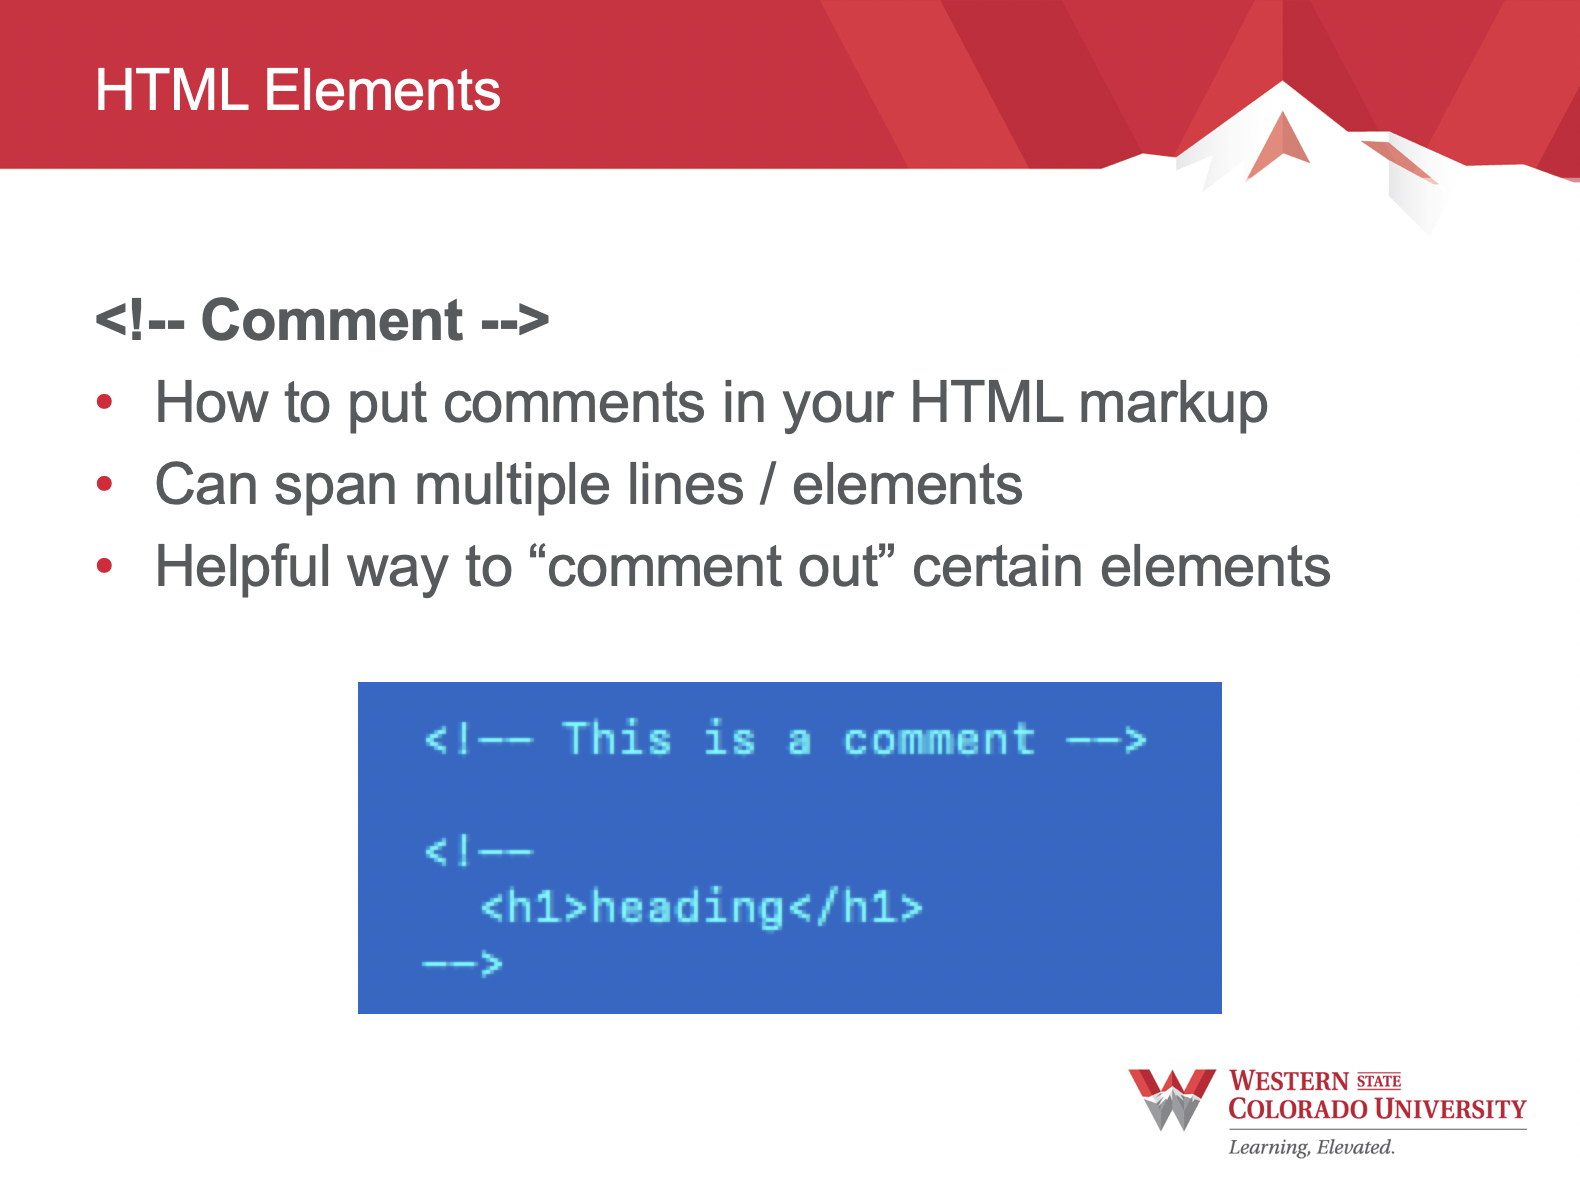 HTML Elements
<!-- Comment -->
• How to put comments in your HTML markup
• Can span multiple lines / elements
• Helpful way to “comment out” certain elements
<!-- This is a comment -->
<!--
<h1>heading</h1>
-->
WESTERN STATE
COLORADO UNIVERSITY
Learning, Elevated.